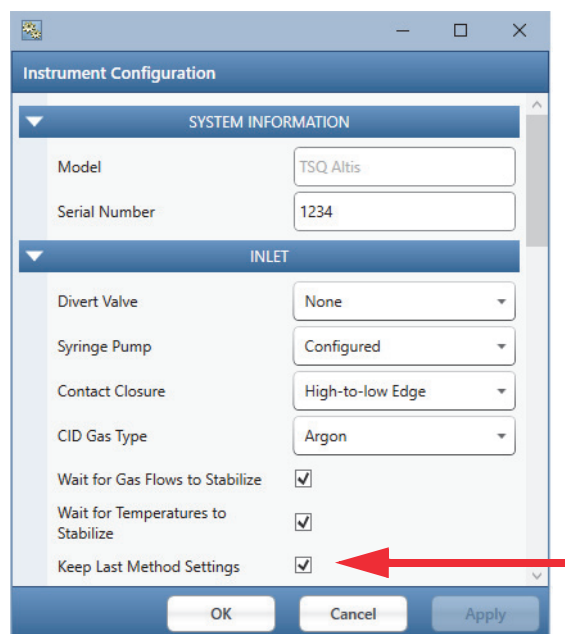 Instrument Configuration
SYSTEM INFORMATION
Model TSQ Altis
Serial Number 1234
INLET
Divert Valve None
Syringe Pump Configured
Contact Closure High-to-low Edge
CID Gas Type Argon
Wait for Gas Flows to Stabilize
Wait for Temperatures to
Stabilize
Keep Last Method Settings
OK Cancel Apply